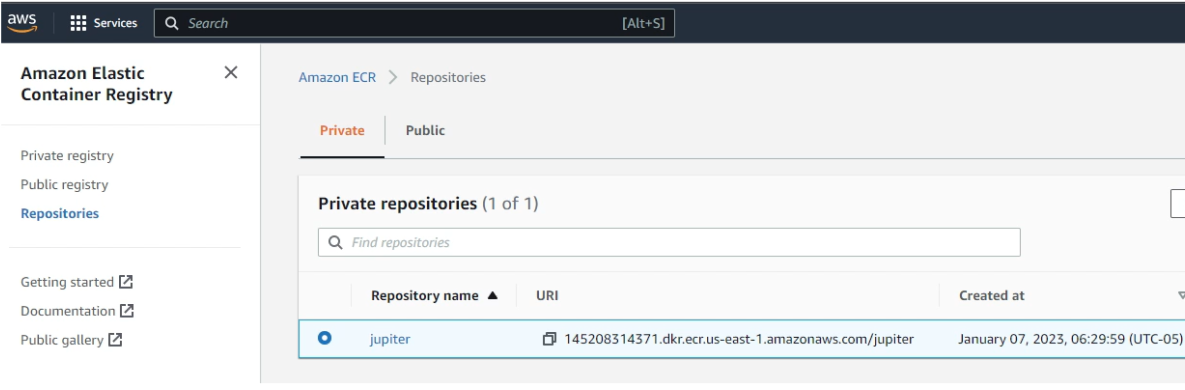 aws Services Search [Alt+S]
Amazon Elastic
Container Registry
Private registry
Public registry
Repositories
Getting started
Documentation
Public gallery
Amazon ECR > Repositories
Private Public
Private repositories (1 of 1)
Find repositories
Repository name ▲ URI Created at
jupiter 145208314371.dkr.ecr.us-east-1.amazonaws.com/jupiter January 07, 2023, 06:29:59 (UTC-05)